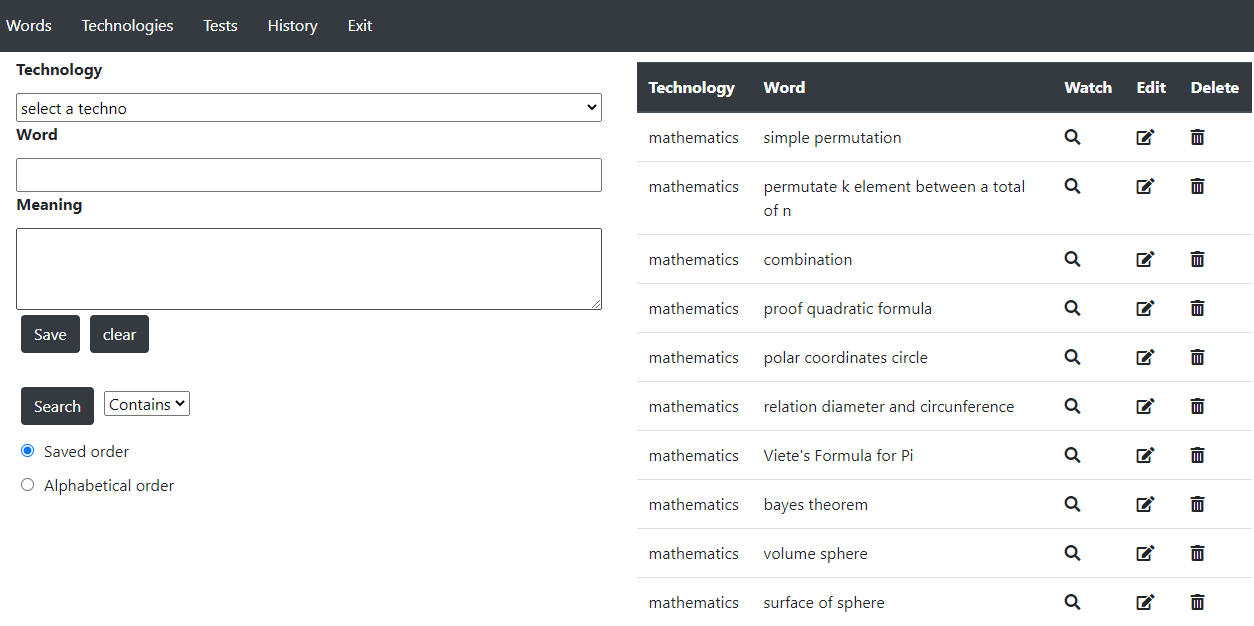 Words Technologies Tests History Exit
Technology
select a techno
Word
Meaning
Save clear
Search Contains
Saved order
Alphabetical order
Technology Word Watch Edit Delete
mathematics simple permutation
mathematics permutate k element between a total
of n
mathematics combination
mathematics proof quadratic formula
mathematics polar coordinates circle
mathematics relation diameter and circunference
mathematics Viete's Formula for Pi
mathematics bayes theorem
mathematics volume sphere
mathematics surface of sphere